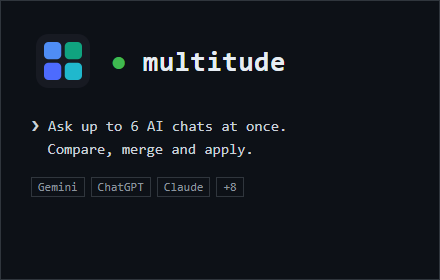 multitude
❯ Ask up to 6 AI chats at once.
Compare, merge and apply.
Gemini ChatGPT Claude +8